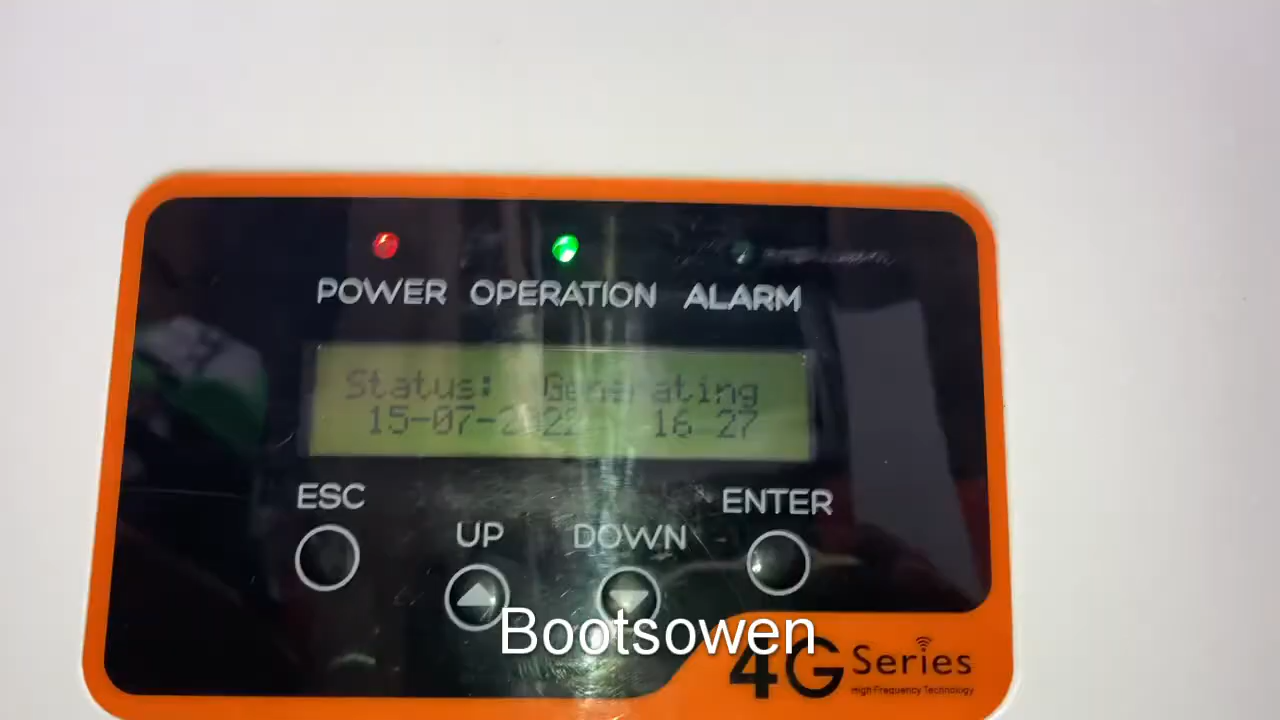 POWER OPERATION ALARM
Status: Generating
15-07-2022 16 27
ESC
UP
DOWN
ENTER
Bootsowen
4G Series
High Frequency Technology